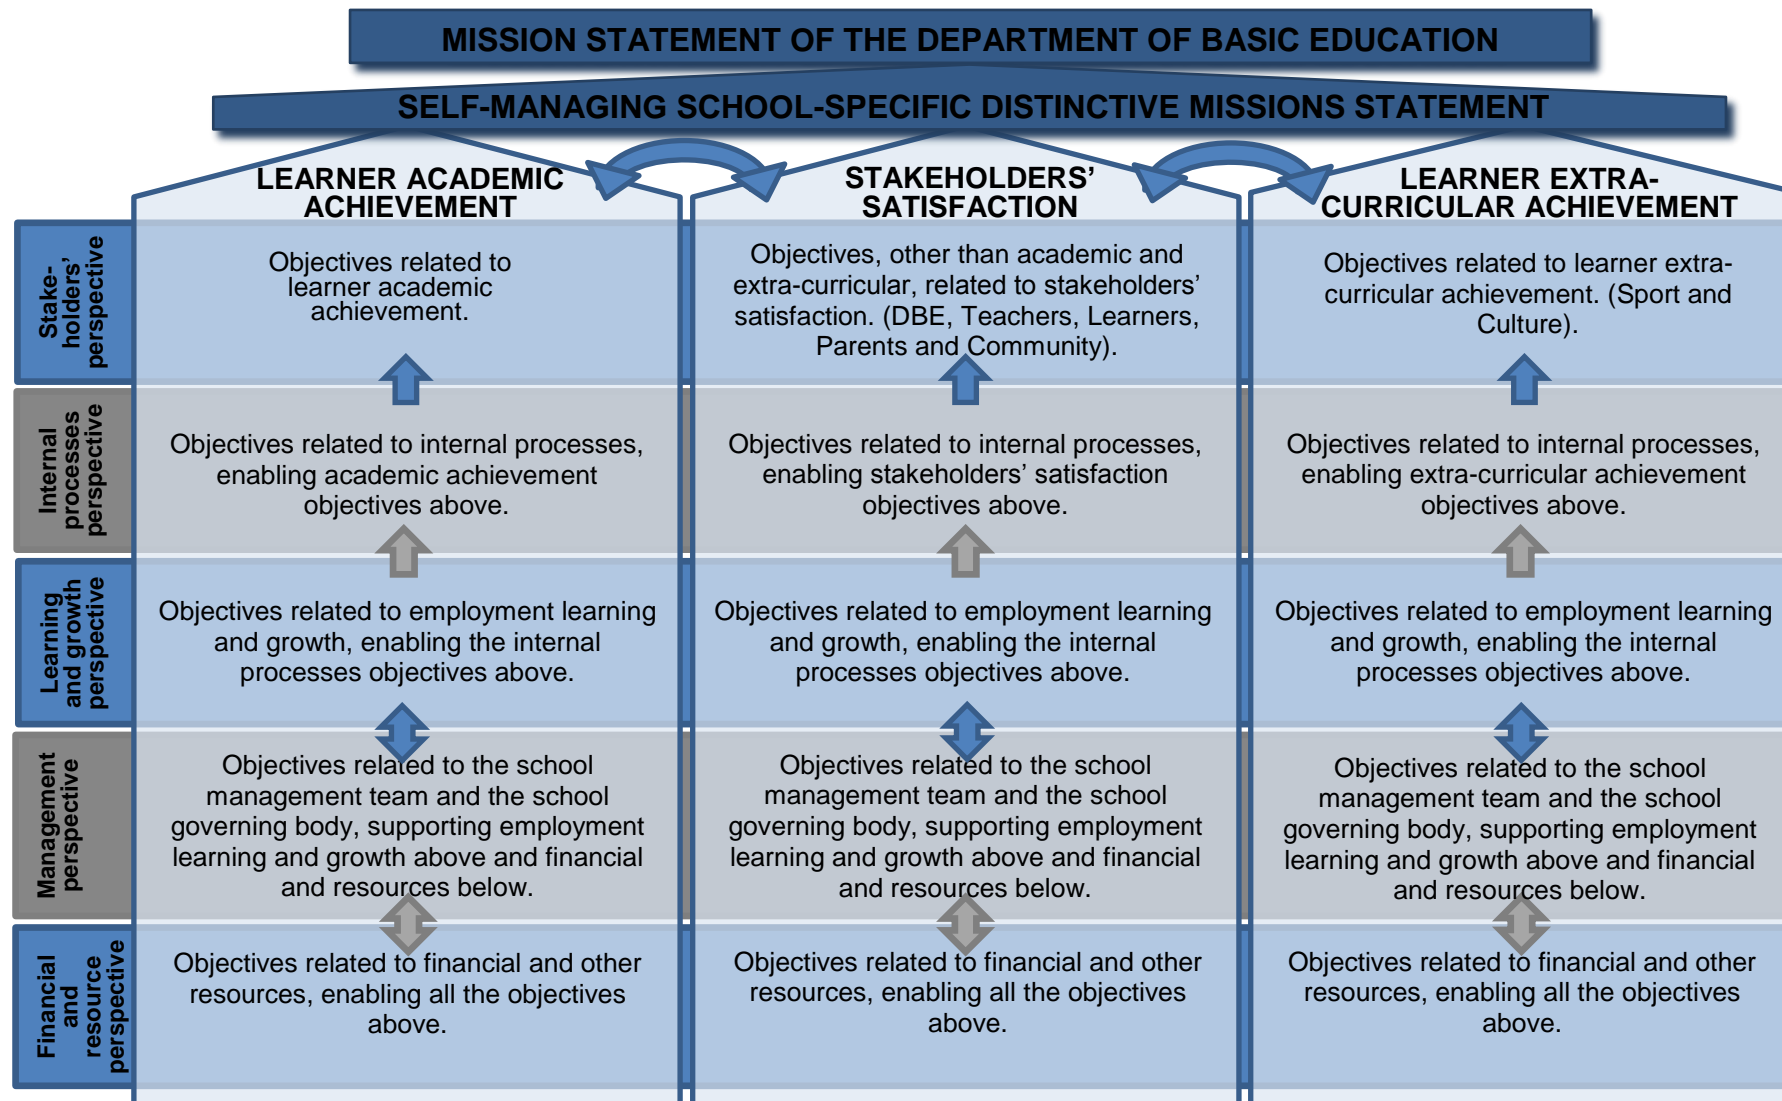 MISSION STATEMENT OF THE DEPARTMENT OF BASIC EDUCATION
SELF-MANAGING SCHOOL-SPECIFIC DISTINCTIVE MISSIONS STATEMENT
LEARNER ACADEMIC
ACHIEVEMENT
STAKEHOLDERS’
SATISFACTION
LEARNER EXTRA-
CURRICULAR ACHIEVEMENT
Stake-
holders’
perspective
Objectives related to
learner academic
achievement.
Objectives, other than academic and
extra-curricular, related to stakeholders’
satisfaction. (DBE, Teachers, Learners,
Parents and Community).
Objectives related to learner extra-
curricular achievement. (Sport and
Culture).
Internal
processes
perspective
Objectives related to internal processes,
enabling academic achievement
objectives above.
Objectives related to internal processes,
enabling stakeholders’ satisfaction
objectives above.
Objectives related to internal processes,
enabling extra-curricular achievement
objectives above.
Learning
and growth
perspective
Objectives related to employment learning
and growth, enabling the internal
processes objectives above.
Objectives related to employment learning
and growth, enabling the internal
processes objectives above.
Objectives related to employment learning
and growth, enabling the internal
processes objectives above.
Management
perspective
Objectives related to the school
management team and the school
governing body, supporting employment
learning and growth above and financial
and resources below.
Objectives related to the school
management team and the school
governing body, supporting employment
learning and growth above and financial
and resources below.
Objectives related to the school
management team and the school
governing body, supporting employment
learning and growth above and financial
and resources below.
Financial
and
resource
perspective
Objectives related to financial and other
resources, enabling all the objectives
above.
Objectives related to financial and other
resources, enabling all the objectives
above.
Objectives related to financial and other
resources, enabling all the objectives
above.